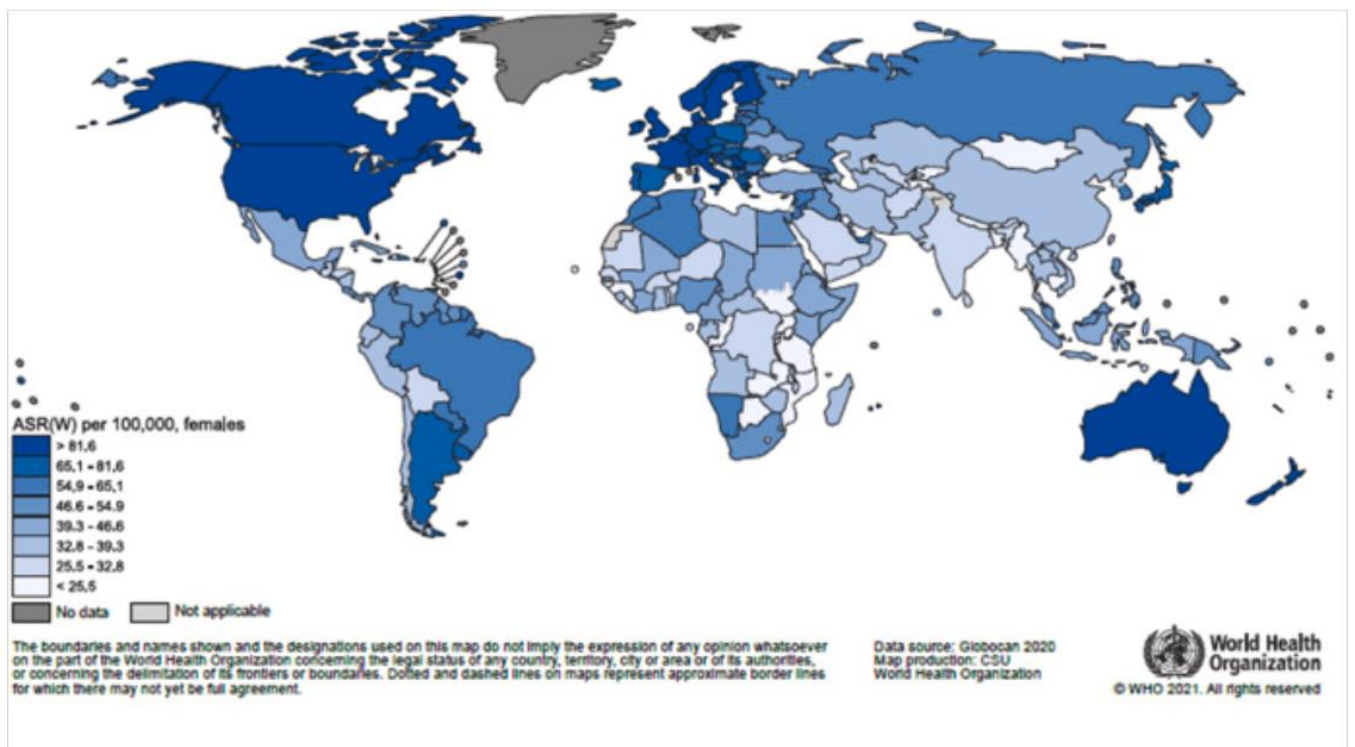 ASR(W) per 100,000, females
> 81.6
65.1 - 81.6
54.9 - 65.1
46.6 - 54.9
39.3 - 46.6
32.8 - 39.3
25.5 - 32.8
< 25.5
No data
Not applicable
The boundaries and names shown and the designations used on this map do not imply the expression of any opinion whatsoever
on the part of the World Health Organization concerning the legal status of any country, territory, city or area or of its authorities,
or concerning the delimitation of its frontiers or boundaries. Dotted and dashed lines on maps represent approximate border lines
for which there may not yet be full agreement.
Data source: Globocan 2020
Map production: CSU
World Health Organization
World Health
Organization
© WHO 2021. All rights reserved